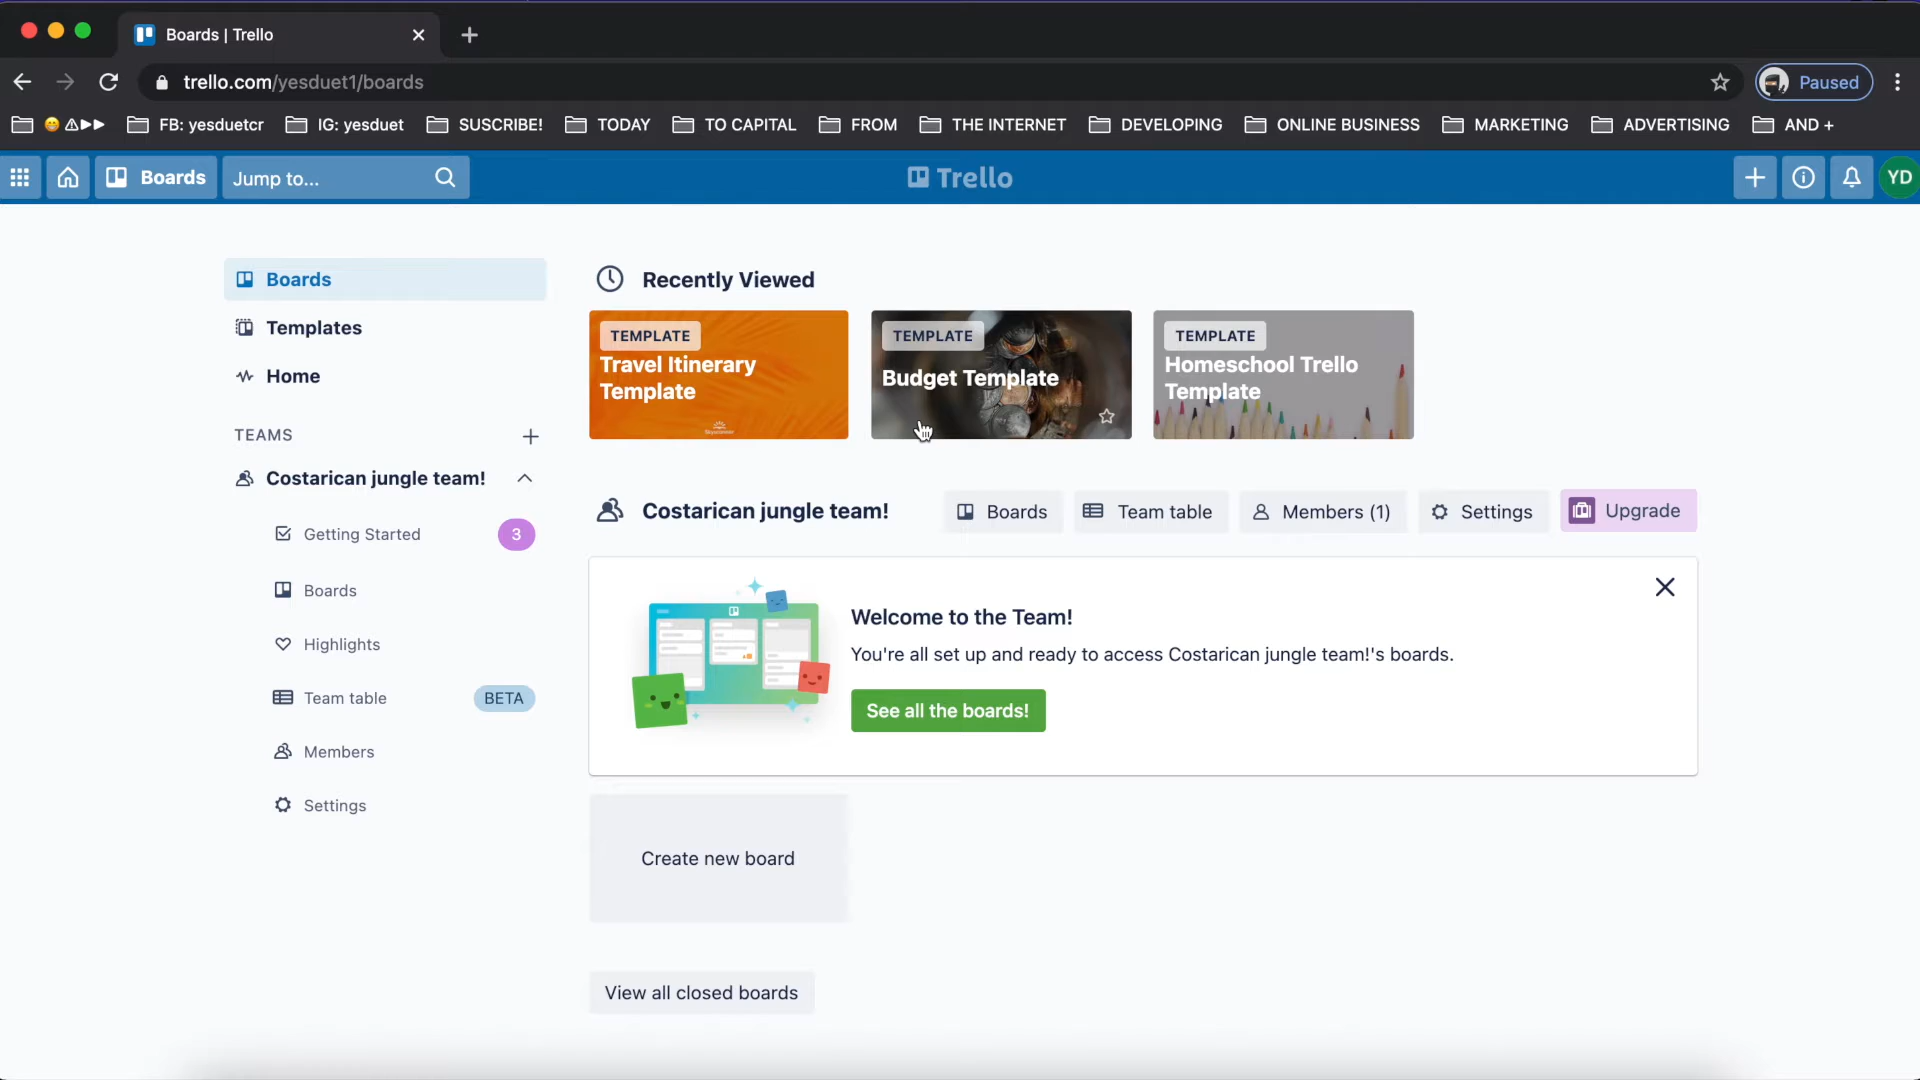 Boards | Trello
trello.com/yesduet1/boards
Paused
FB: yesduetcr
IG: yesduet
SUSCRIBE!
TODAY
TO CAPITAL
FROM
THE INTERNET
DEVELOPING
ONLINE BUSINESS
MARKETING
ADVERTISING
AND +
Boards
Jump to...
Trello
YD
Boards
Templates
Home
TEAMS
Costarican jungle team!
Getting Started
3
Boards
Highlights
Team table
BETA
Members
Settings
Recently Viewed
TEMPLATE
Travel Itinerary
Template
TEMPLATE
Budget Template
TEMPLATE
Homeschool Trello
Template
Costarican jungle team!
Boards
Team table
Members (1)
Settings
Upgrade
Welcome to the Team!
You're all set up and ready to access Costarican jungle team!'s boards.
See all the boards!
Create new board
View all closed boards